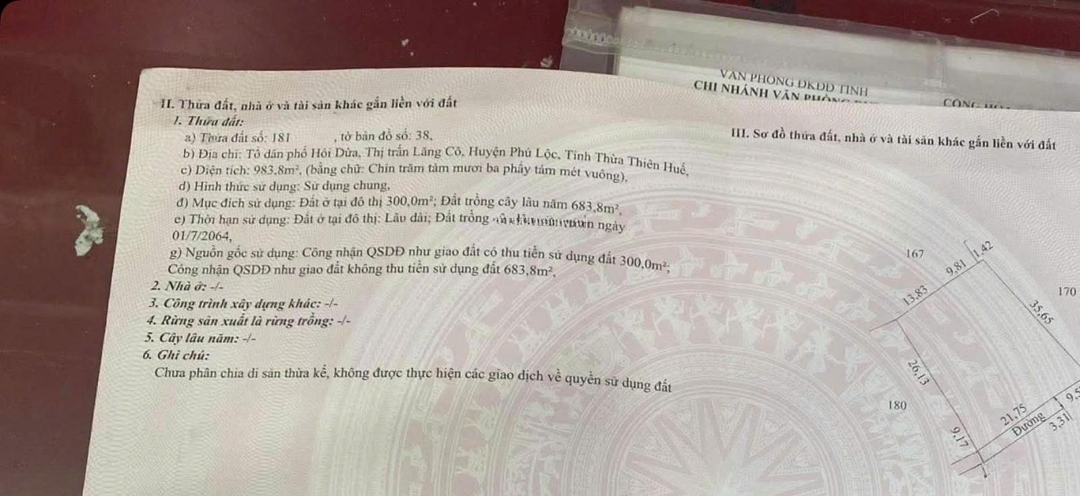 VĂN PHÒNG ĐKĐĐ TỈNH
CHI NHÁNH VĂN PHÒNG
II. Thửa đất, nhà ở và tài sản khác gắn liền với đất
1. Thửa đất:
a) Thửa đất số: 181 , tờ bản đồ số: 38,
b) Địa chỉ: Tổ dân phố Hói Dừa, Thị trấn Lăng Cô, Huyện Phú Lộc, Tỉnh Thừa Thiên Huế,
c) Diện tích: 983,8m², (bằng chữ: Chín trăm tám mươi ba phẩy tám mét vuông),
d) Hình thức sử dụng: Sử dụng chung,
đ) Mục đích sử dụng: Đất ở tại đô thị 300,0m²; Đất trồng cây lâu năm 683,8m²,
e) Thời hạn sử dụng: Đất ở tại đô thị: Lâu dài; Đất trồng ngày
01/7/2064,
g) Nguồn gốc sử dụng: Công nhận QSDĐ như giao đất có thu tiền sử dụng đất 300,0m²;
Công nhận QSDĐ như giao đất không thu tiền sử dụng đất 683,8m²,
2. Nhà ở: -/-
3. Công trình xây dựng khác: -/-
4. Rừng sản xuất là rừng trồng: -/-
5. Cây lâu năm: -/-
6. Ghi chú:
Chưa phân chia di sản thừa kế, không được thực hiện các giao dịch về quyền sử dụng đất
III. Sơ đồ thửa đất, nhà ở và tài sản khác gắn liền với đất
167
1,42
9,81
170
13,83
35,65
26,13
180
21,75
Đường
3,31
9,17